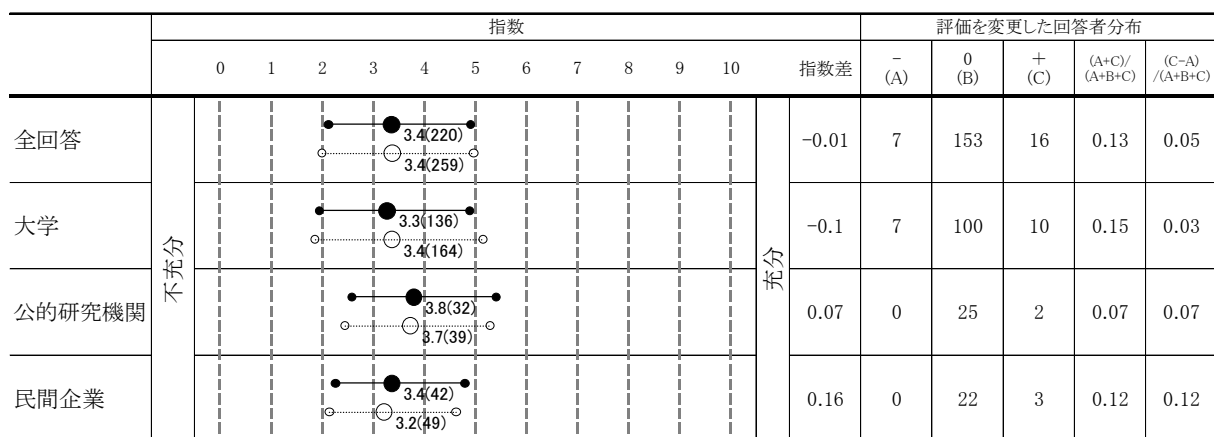 指数 評価を変更した回答者分布
0 1 2 3 4 5 6 7 8 9 10 指数差 - (A) 0 (B) + (C) (A+C)/(A+B+C) (C-A)/(A+B+C)
不充分
充分
全回答 3.4(220) -0.01 7 153 16 0.13 0.05
3.4(259)
大学 3.3(136) -0.1 7 100 10 0.15 0.03
3.4(164)
公的研究機関 3.8(32) 0.07 0 25 2 0.07 0.07
3.7(39)
民間企業 3.4(42) 0.16 0 22 3 0.12 0.12
3.2(49)